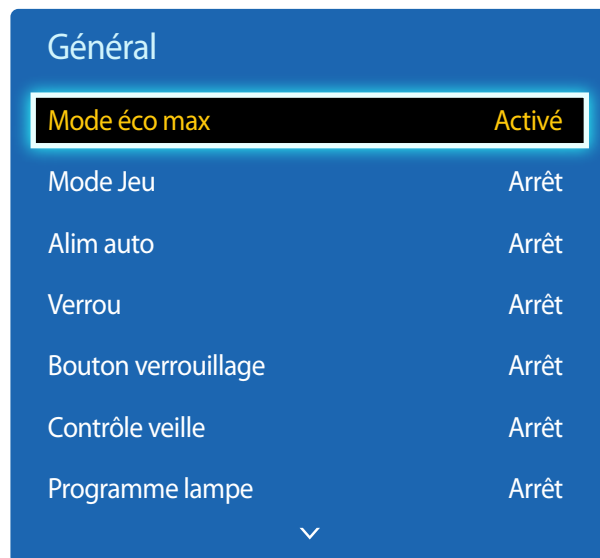 Général
Mode éco max Activé
Mode Jeu Arrêt
Alim auto Arrêt
Verrou Arrêt
Bouton verrouillage Arrêt
Contrôle veille Arrêt
Programme lampe Arrêt